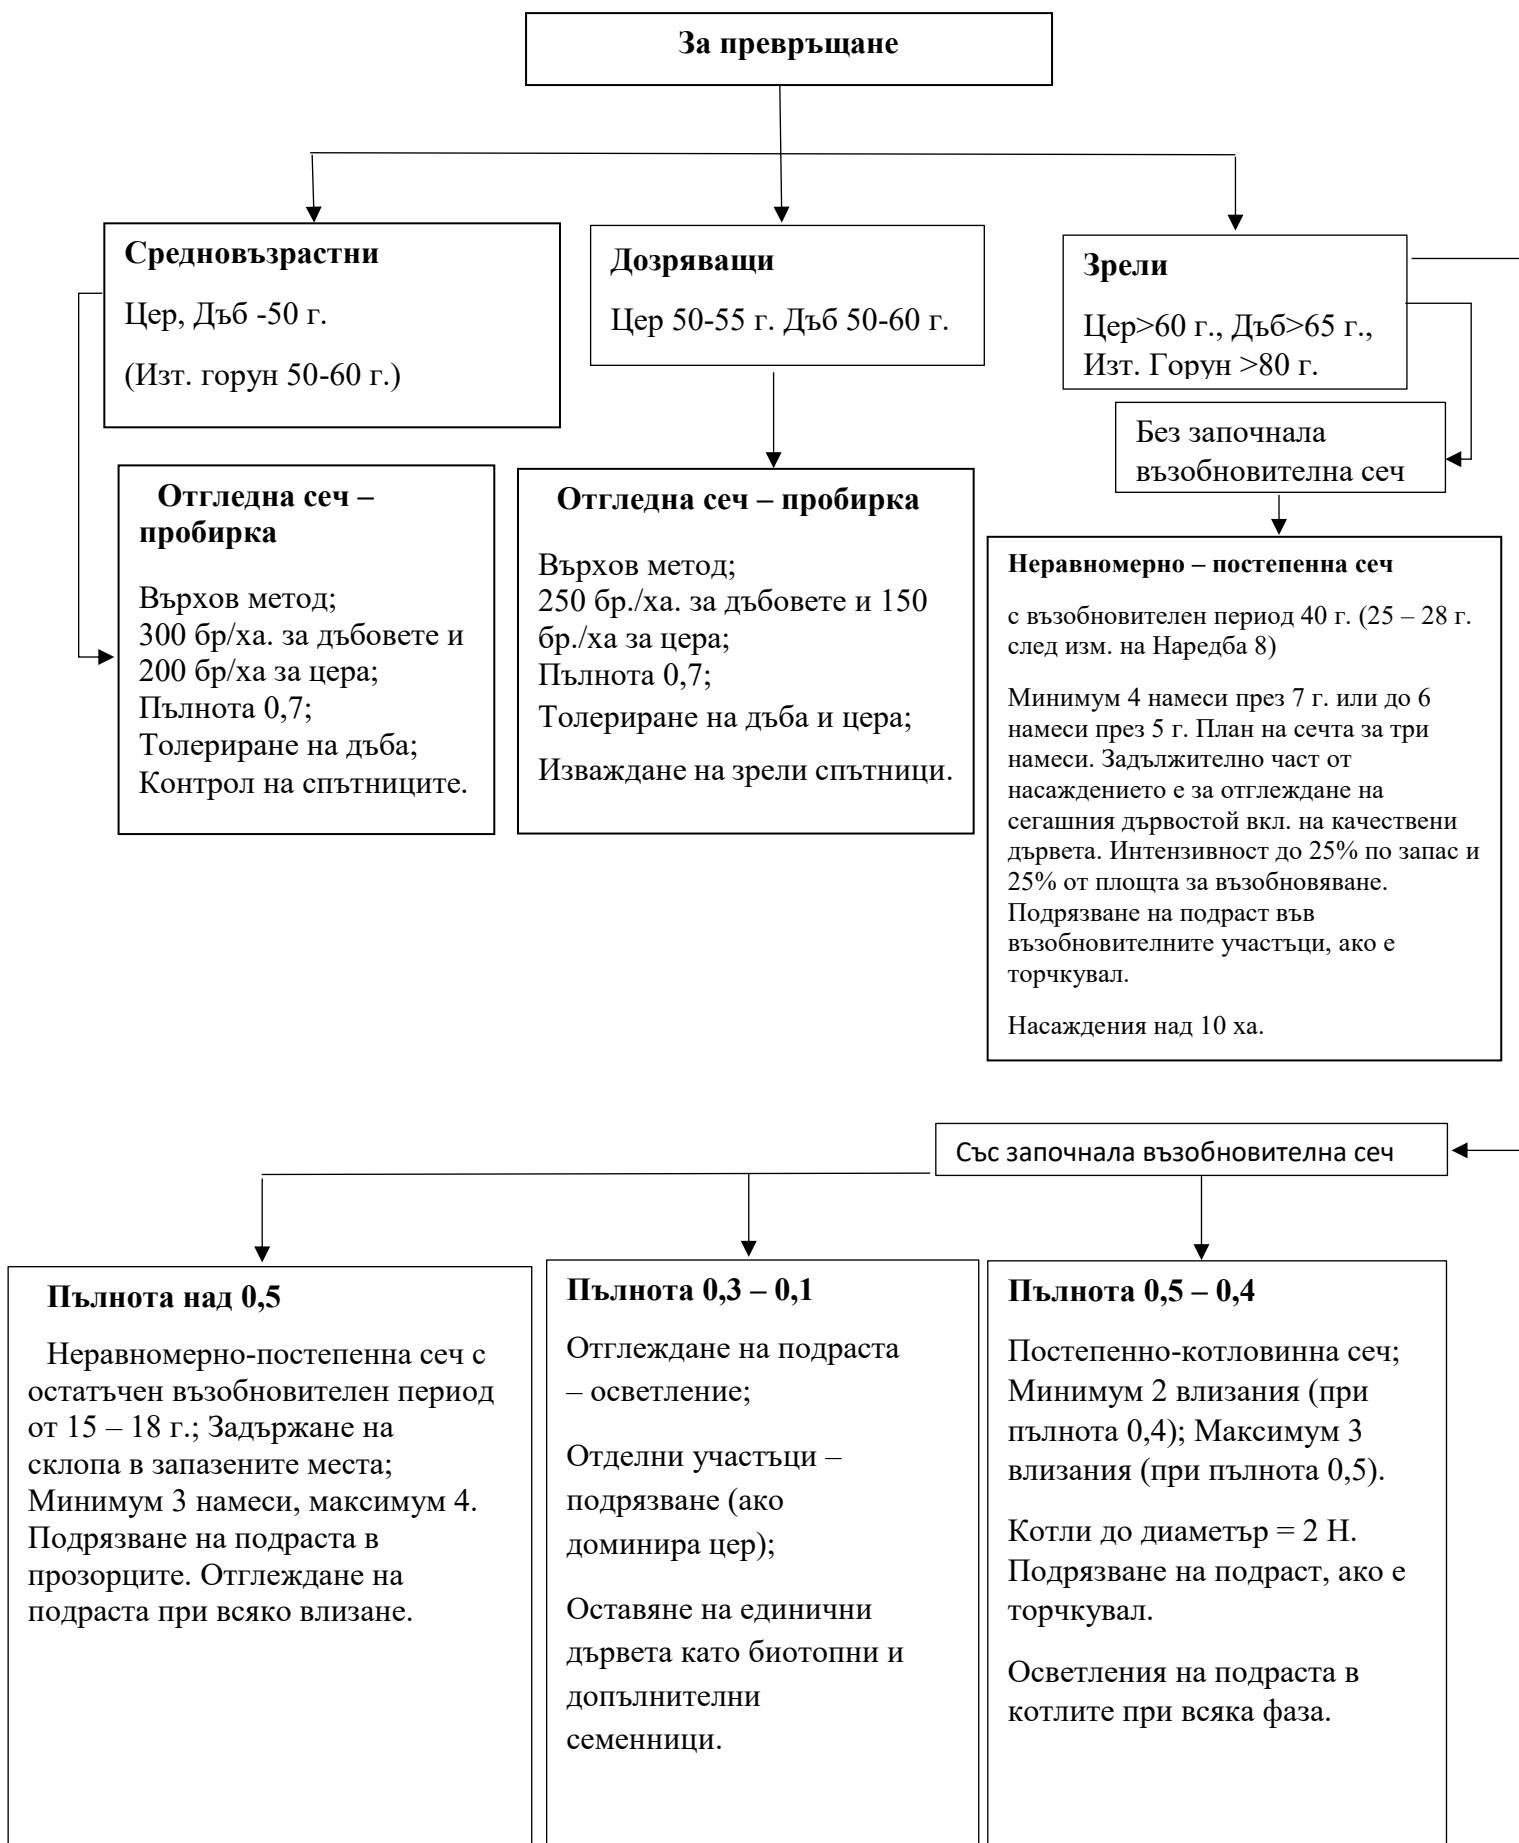 За превръщане
Средновъзрастни
Цер, Дъб -50 г.
(Изт. горун 50-60 г.)
Дозряващи
Цер 50-55 г. Дъб 50-60 г.
Зрели
Цер>60 г., Дъб>65 г.,
Изт. Горун >80 г.
Без започнала
възобновителна сеч
Отгледна сеч –
пробирка
Върхов метод;
300 бр/ха. за дъбовете и
200 бр/ха за цера;
Пълнота 0,7;
Толериране на дъба;
Контрол на спътниците.
Отгледна сеч – пробирка
Върхов метод;
250 бр./ха. за дъбовете и 150
бр./ха за цера;
Пълнота 0,7;
Толериране на дъба и цера;
Изваждане на зрели спътници.
Неравномерно – постепенна сеч
с възобновителен период 40 г. (25 – 28 г.
след изм. на Наредба 8)
Минимум 4 намеси през 7 г. или до 6
намеси през 5 г. План на сечта за три
намеси. Задължително част от
насаждението е за отглеждане на
сегашния дървостой вкл. на качествени
дървета. Интензивност до 25% по запас и
25% от площта за възобновяване.
Подрязване на подраст във
възобновителните участъци, ако е
торчкувал.
Насаждения над 10 ха.
Със започнала възобновителна сеч
Пълнота над 0,5
Неравномерно-постепенна сеч с
остатъчен възобновителен период
от 15 – 18 г.; Задържане на
склопа в запазените места;
Минимум 3 намеси, максимум 4.
Подрязване на подраста в
прозорците. Отглеждане на
подраста при всяко влизане.
Пълнота 0,3 – 0,1
Отглеждане на подраста
– осветление;
Отделни участъци –
подрязване (ако
доминира цер);
Оставяне на единични
дървета като биотопни и
допълнителни
семенници.
Пълнота 0,5 – 0,4
Постепенно-котловинна сеч;
Минимум 2 влизания (при
пълнота 0,4); Максимум 3
влизания (при пълнота 0,5).
Котли до диаметър = 2 Н.
Подрязване на подраст, ако е
торчкувал.
Осветления на подраста в
котлите при всяка фаза.